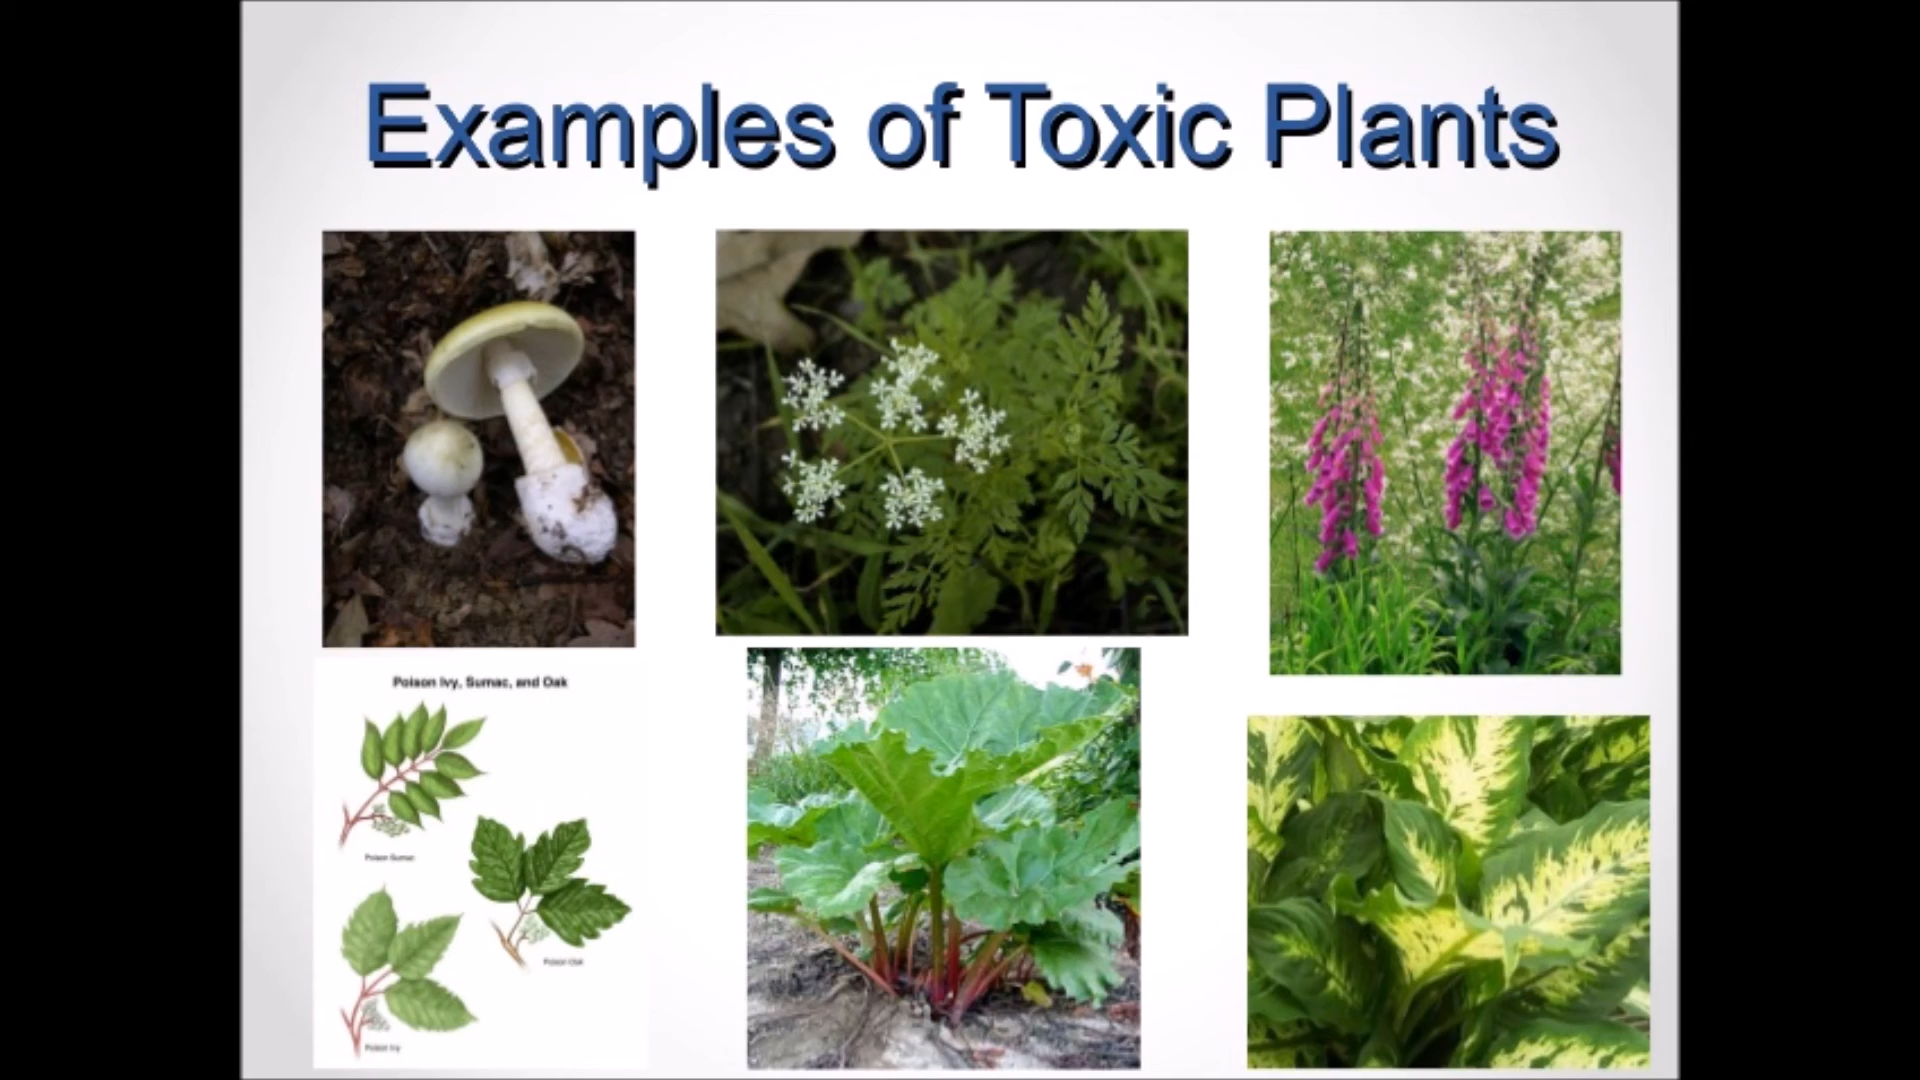 Examples of Toxic Plants
Poison Ivy, Sumac, and Oak
Poison Sumac
Poison Oak
Poison Ivy